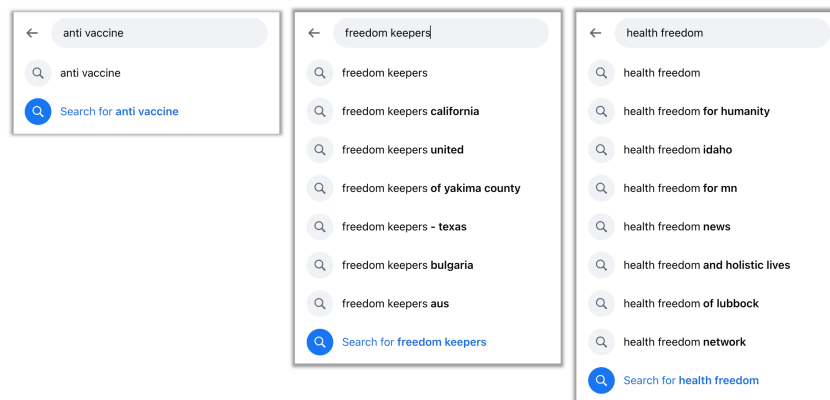 anti vaccine
anti vaccine
Search for anti vaccine
freedom keepers
freedom keepers
freedom keepers california
freedom keepers united
freedom keepers of yakima county
freedom keepers - texas
freedom keepers bulgaria
freedom keepers aus
Search for freedom keepers
health freedom
health freedom
health freedom for humanity
health freedom idaho
health freedom for mn
health freedom news
health freedom and holistic lives
health freedom of lubbock
health freedom network
Search for health freedom